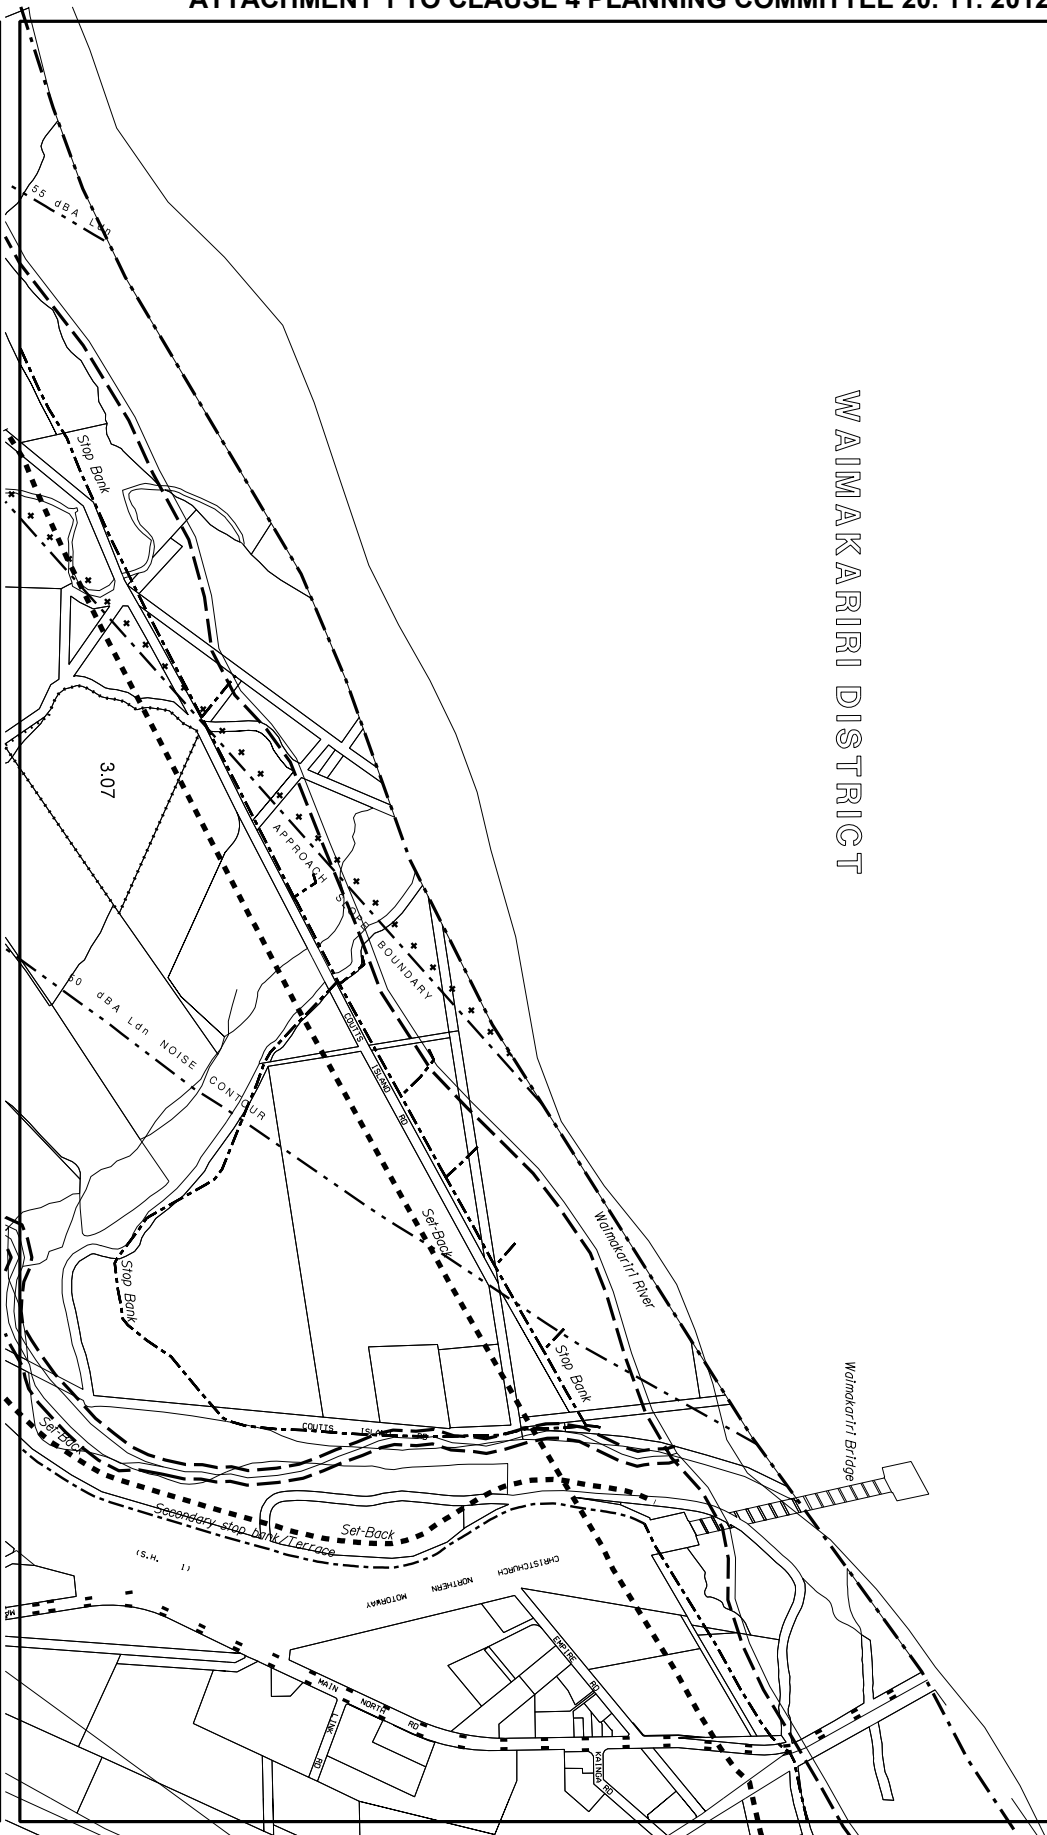 ATTACHMENT 1 TO CLAUSE 4 PLANNING COMMITTEE 20. 11. 2012
55 dBA Ldn
WAIMAKARIRI DISTRICT
Stop Bank
3.07
APPROACH SLOPE BOUNDARY
60 dBA Ldn NOISE CONTOUR
COUTTS ISLAND RD
Set-Back
Waimakariri River
Stop Bank
Stop Bank
Waimakariri Bridge
COUTTS ISLAND RD
Set-Back
Secondary stop bank/Terrace
Set-Back
(S.H. 1)
CHRISTCHURCH NORTHERN MOTORWAY
EMPIRE RD
MAIN NORTH RD
LINK RD
KAINGA RD